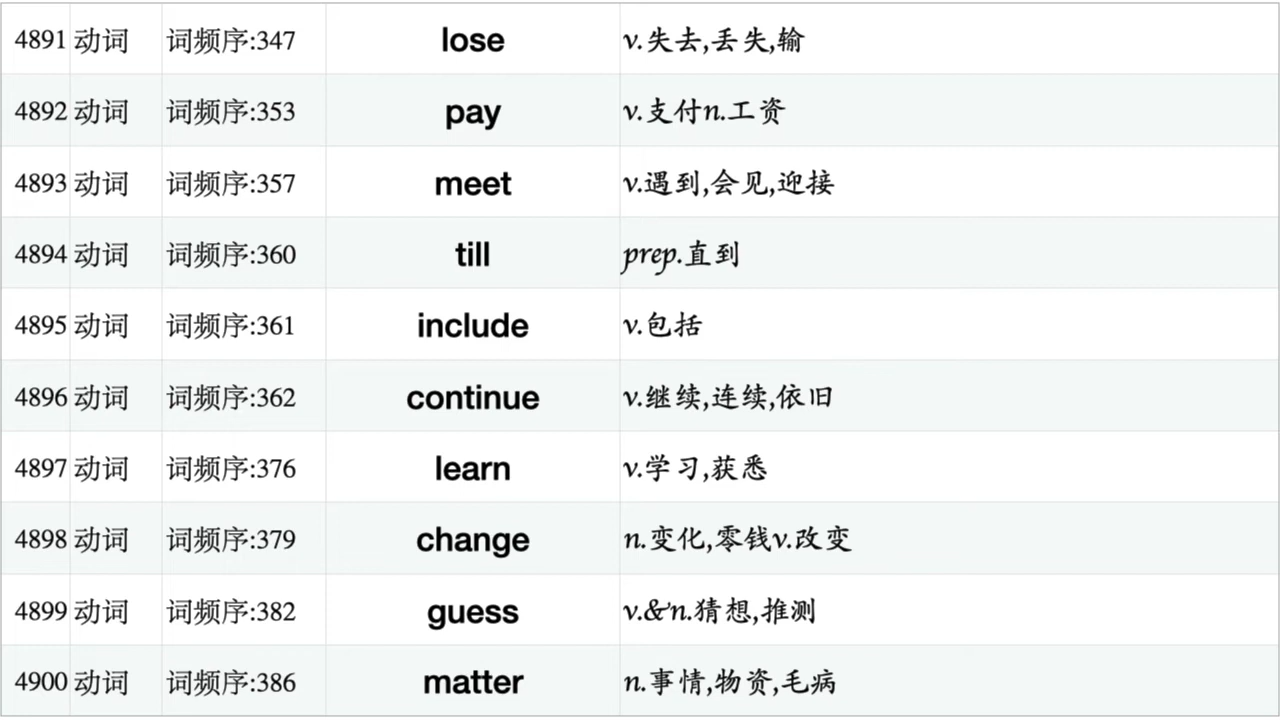 4891 动词 词频序:347 lose v.失去,丢失,输
4892 动词 词频序:353 pay v.支付n.工资
4893 动词 词频序:357 meet v.遇到,会见,迎接
4894 动词 词频序:360 till prep.直到
4895 动词 词频序:361 include v.包括
4896 动词 词频序:362 continue v.继续,连续,依旧
4897 动词 词频序:376 learn v.学习,获悉
4898 动词 词频序:379 change n.变化,零钱v.改变
4899 动词 词频序:382 guess v.&n.猜想,推测
4900 动词 词频序:386 matter n.事情,物资,毛病